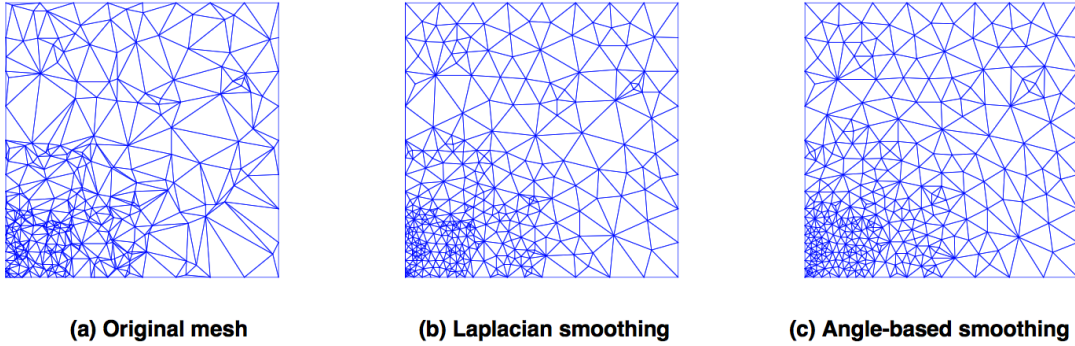 (a) Original mesh
(b) Laplacian smoothing
(c) Angle-based smoothing